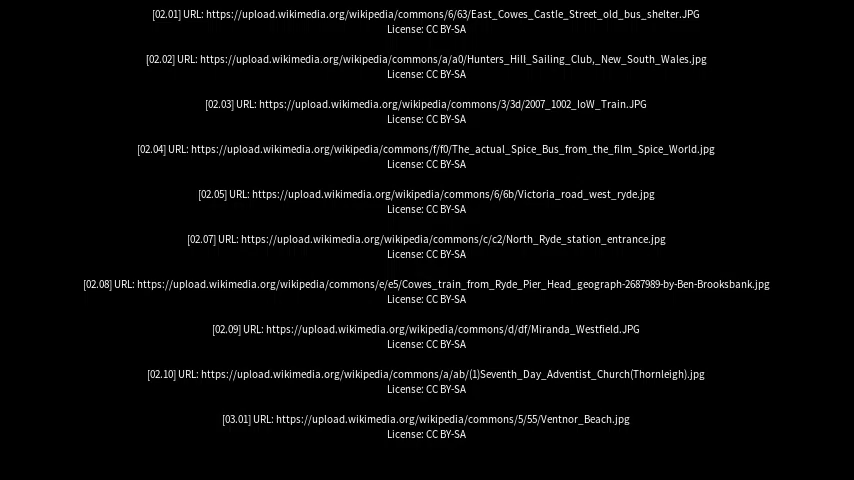 [02.01] URL: https://upload.wikimedia.org/wikipedia/commons/6/63/East_Cowes_Castle_Street_old_bus_shelter.JPG
License: CC BY-SA
[02.02] URL: https://upload.wikimedia.org/wikipedia/commons/a/a0/Hunters_Hill_Sailing_Club,_New_South_Wales.jpg
License: CC BY-SA
[02.03] URL: https://upload.wikimedia.org/wikipedia/commons/3/3d/2007_1002_IoW_Train.JPG
License: CC BY-SA
[02.04] URL: https://upload.wikimedia.org/wikipedia/commons/f/f0/The_actual_Spice_Bus_from_the_film_Spice_World.jpg
License: CC BY-SA
[02.05] URL: https://upload.wikimedia.org/wikipedia/commons/6/6b/Victoria_road_west_ryde.jpg
License: CC BY-SA
[02.07] URL: https://upload.wikimedia.org/wikipedia/commons/c/c2/North_Ryde_station_entrance.jpg
License: CC BY-SA
[02.08] URL: https://upload.wikimedia.org/wikipedia/commons/e/e5/Cowes_train_from_Ryde_Pier_Head_geograph-2687989-by-Ben-Brooksbank.jpg
License: CC BY-SA
[02.09] URL: https://upload.wikimedia.org/wikipedia/commons/d/df/Miranda_Westfield.JPG
License: CC BY-SA
[02.10] URL: https://upload.wikimedia.org/wikipedia/commons/a/ab/(1)Seventh_Day_Adventist_Church(Thornleigh).jpg
License: CC BY-SA
[03.01] URL: https://upload.wikimedia.org/wikipedia/commons/5/55/Ventnor_Beach.jpg
License: CC BY-SA